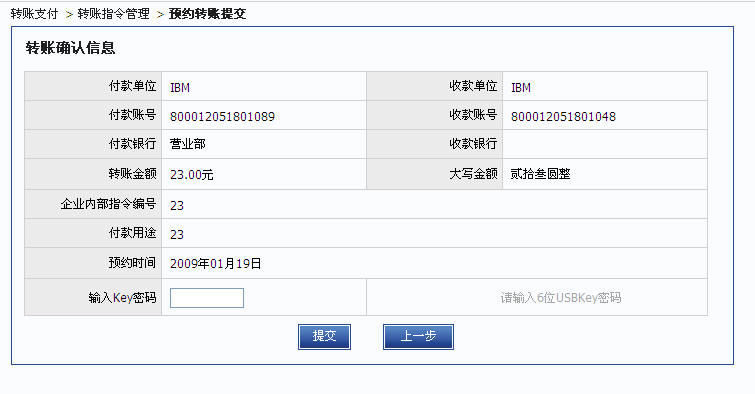 转账支付 > 转账指令管理 > 预约转账提交
转账确认信息
付款单位 IBM 收款单位 IBM
付款账号 800012051801089 收款账号 800012051801048
付款银行 营业部 收款银行
转账金额 23.00元 大写金额 贰拾叁圆整
企业内部指令编号 23
付款用途 23
预约时间 2009年01月19日
输入Key密码 请输入6位USBKey密码
提交 上一步